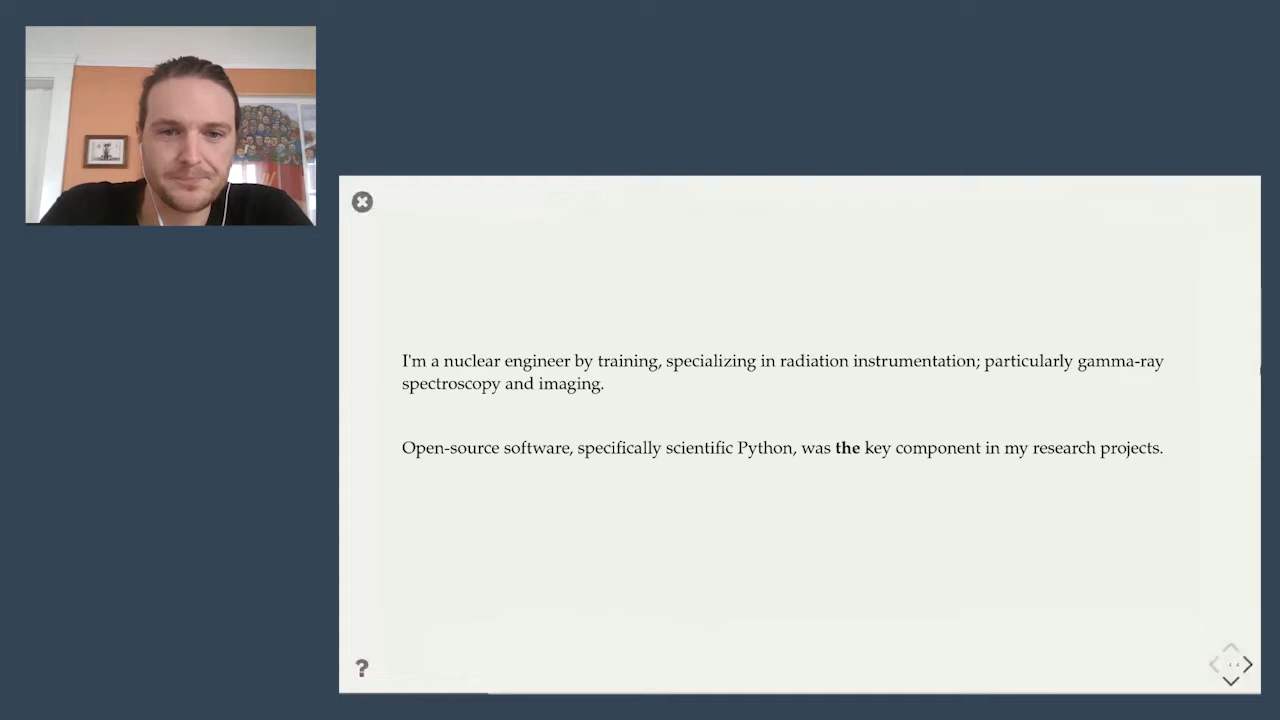 I'm a nuclear engineer by training, specializing in radiation instrumentation; particularly gamma-ray
spectroscopy and imaging.
Open-source software, specifically scientific Python, was the key component in my research projects.
?